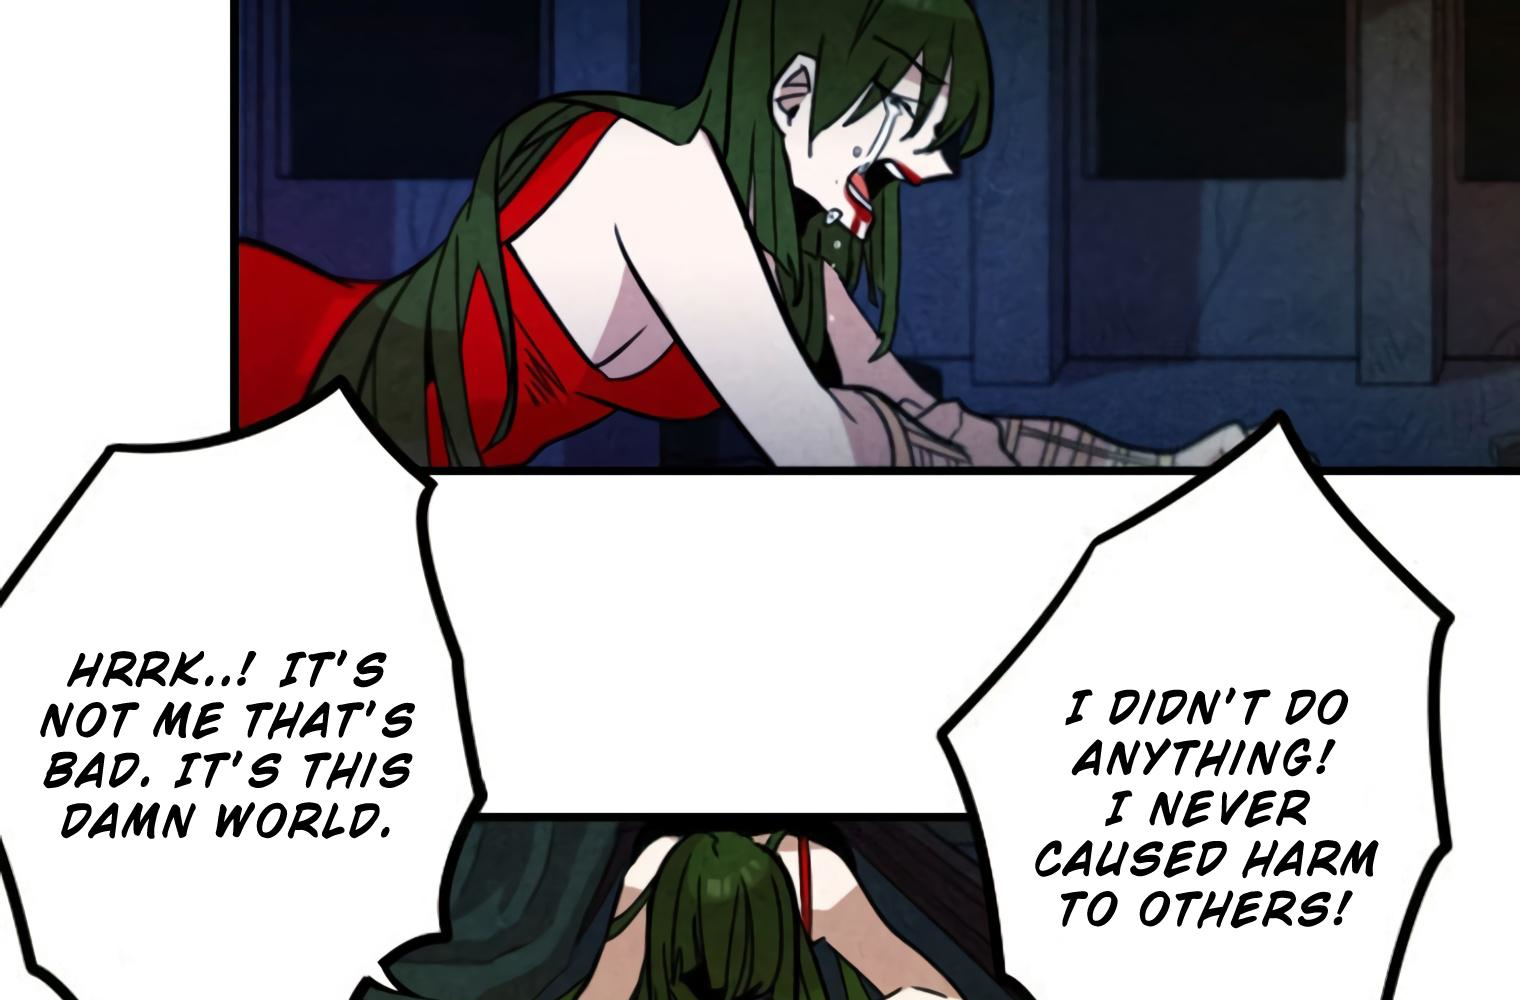 HRRK..! IT'S
NOT ME THAT'S
BAD. IT'S THIS
DAMN WORLD.
I DIDN'T DO
ANYTHING!
I NEVER
CAUSED HARM
TO OTHERS!